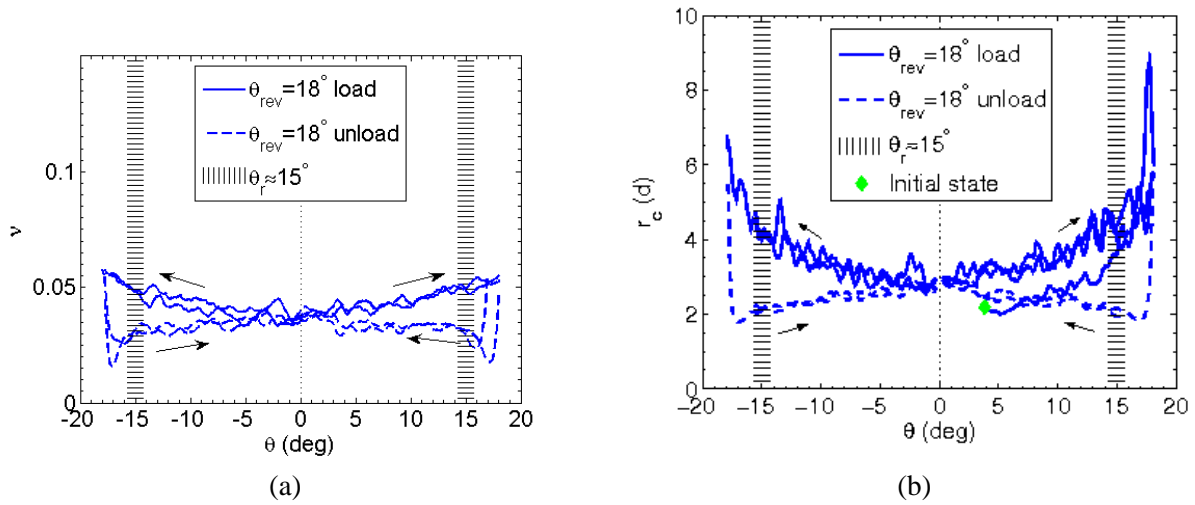 θrev=18° load
θrev=18° unload
θr≈15°
0.1
0.05
0
ν
-20 -15 -10 -5 0 5 10 15 20
θ (deg)
(a)
10
8
6
4
2
0
r_c (d)
θrev=18° load
θrev=18° unload
θr≈15°
Initial state
−20 −15 −10 −5 0 5 10 15 20
θ (deg)
(b)